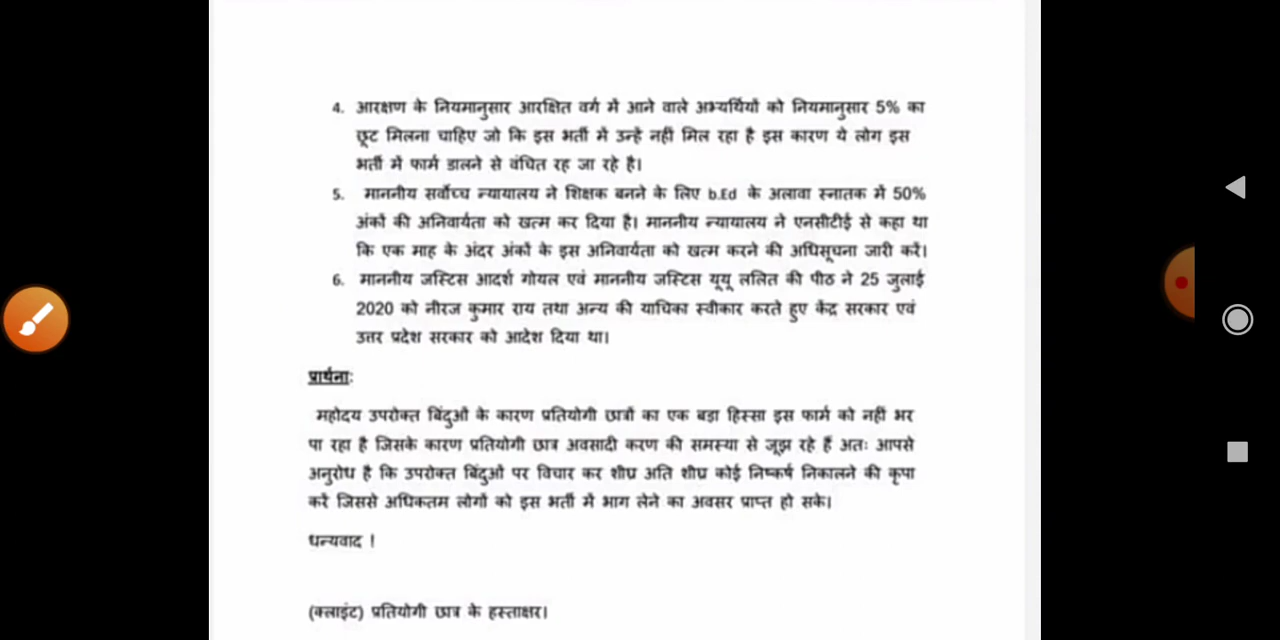 4. आरक्षण के नियमानुसार आरक्षित वर्ग में आने वाले अभ्यर्थियों को नियमानुसार 5% का
छूट मिलना चाहिए जो कि इस भर्ती में उन्हें नहीं मिल रहा है इस कारण ये लोग इस
भर्ती में फार्म डालने से वंचित रह जा रहे है।
5. माननीय सर्वोच्च न्यायालय ने शिक्षक बनने के लिए b.Ed के अलावा स्नातक में 50%
अंकों की अनिवार्यता को खत्म कर दिया है। माननीय न्यायालय ने एनसीटीई से कहा था
कि एक माह के अंदर अंकों के इस अनिवार्यता को खत्म करने की अधिसूचना जारी करें।
6. माननीय जस्टिस आदर्श गोयल एवं माननीय जस्टिस यूयू ललित की पीठ ने 25 जुलाई
2020 को नीरज कुमार राय तथा अन्य की याचिका स्वीकार करते हुए केंद्र सरकार एवं
उत्तर प्रदेश सरकार को आदेश दिया था।
प्रार्थना:
महोदय उपरोक्त बिंदुओं के कारण प्रतियोगी छात्रों का एक बड़ा हिस्सा इस फार्म को नहीं भर
पा रहा है जिसके कारण प्रतियोगी छात्र अवसादी करण की समस्या से जूझ रहे हैं अतः आपसे
अनुरोध है कि उपरोक्त बिंदुओं पर विचार कर शीघ्र अति शीघ्र कोई निष्कर्ष निकालने की कृपा
करें जिससे अधिकतम लोगों को इस भर्ती में भाग लेने का अवसर प्राप्त हो सके।
धन्यवाद !
(क्लाइंट) प्रतियोगी छात्र के हस्ताक्षर।